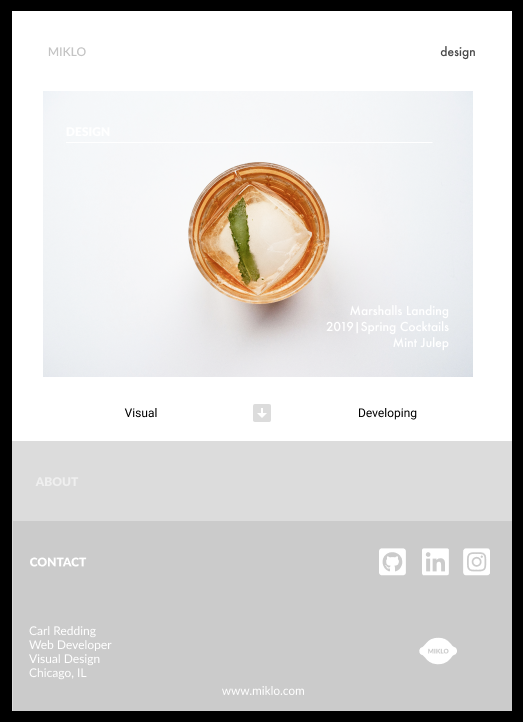 MIKLO
design
DESIGN
Marshalls Landing
2019|Spring Cocktails
Mint Julep
Visual
Developing
ABOUT
CONTACT
Carl Redding
Web Developer
Visual Design
Chicago, IL
MIKLO
www.miklo.com